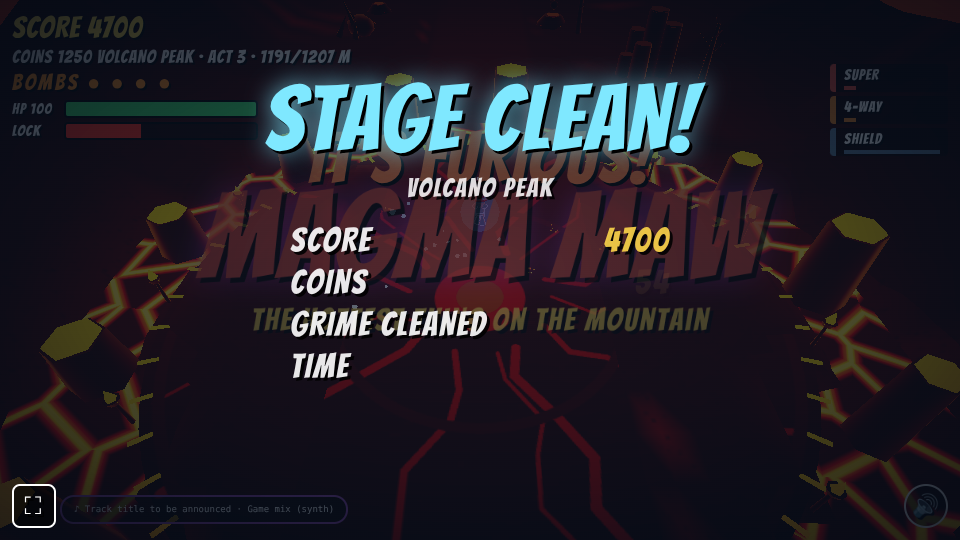 SCORE 4700
COINS 1250 VOLCANO PEAK · ACT 3 · 1191/1207 M
BOMBS
HP 100
LOCK
SUPER
4-WAY
SHIELD
STAGE CLEAN!
IT'S FURIOUS!
VOLCANO PEAK
MAGMA MAW
SCORE 4700
COINS
GRIME CLEANED
ON THE MOUNTAIN
TIME
♪ Track title to be announced · Game mix (synth)